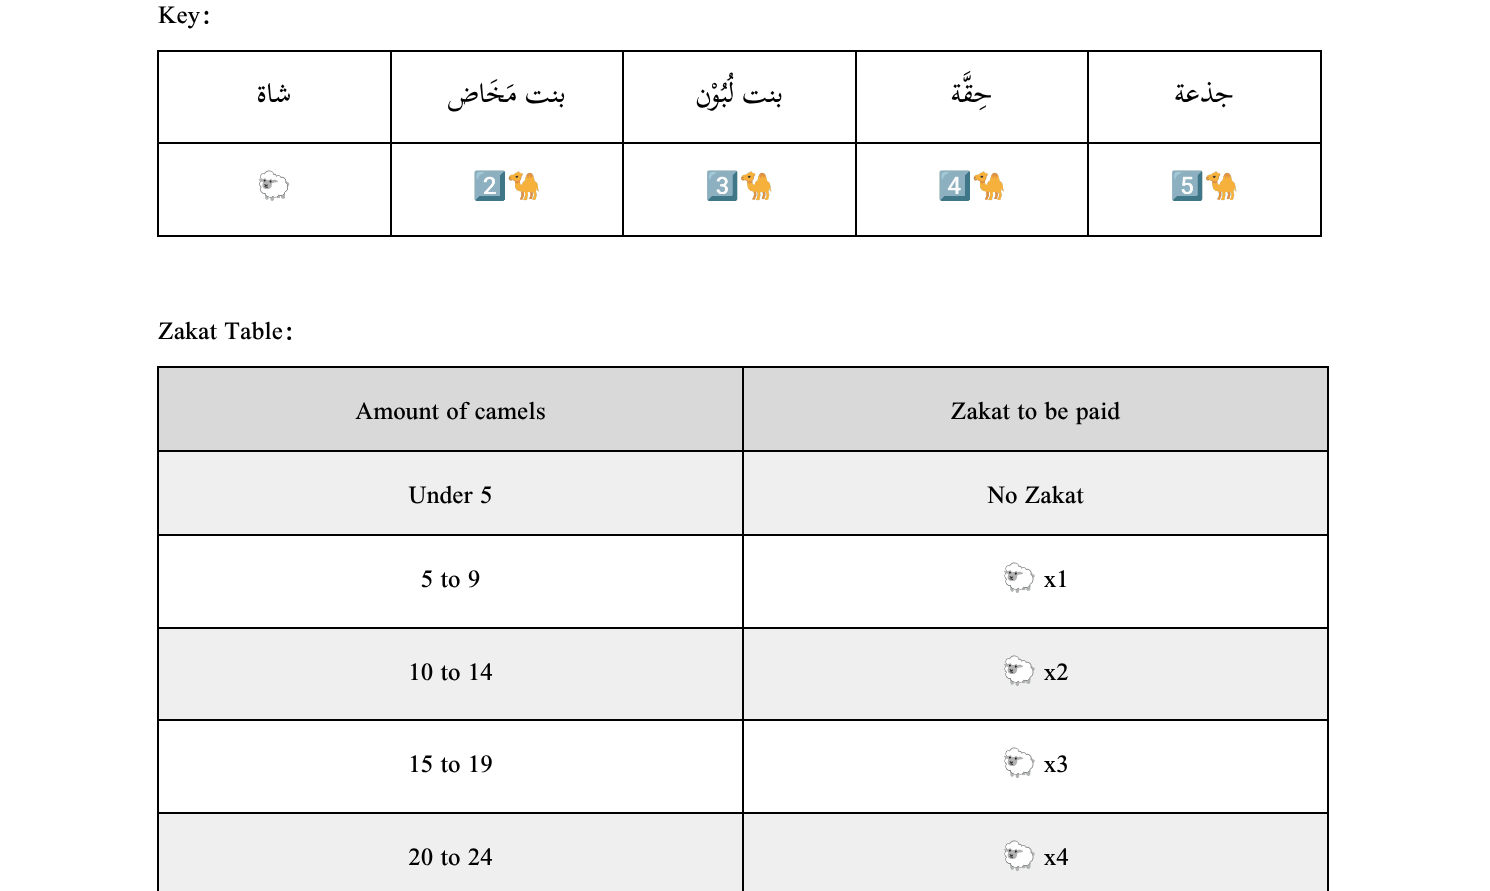 Key:
شاة بنت مَخَاض بنت لُبُوْن حِقَّة جذعة
🐑 2️⃣🐪 3️⃣🐪 4️⃣🐪 5️⃣🐪
Zakat Table:
Amount of camels Zakat to be paid
Under 5 No Zakat
5 to 9 🐑 x1
10 to 14 🐑 x2
15 to 19 🐑 x3
20 to 24 🐑 x4